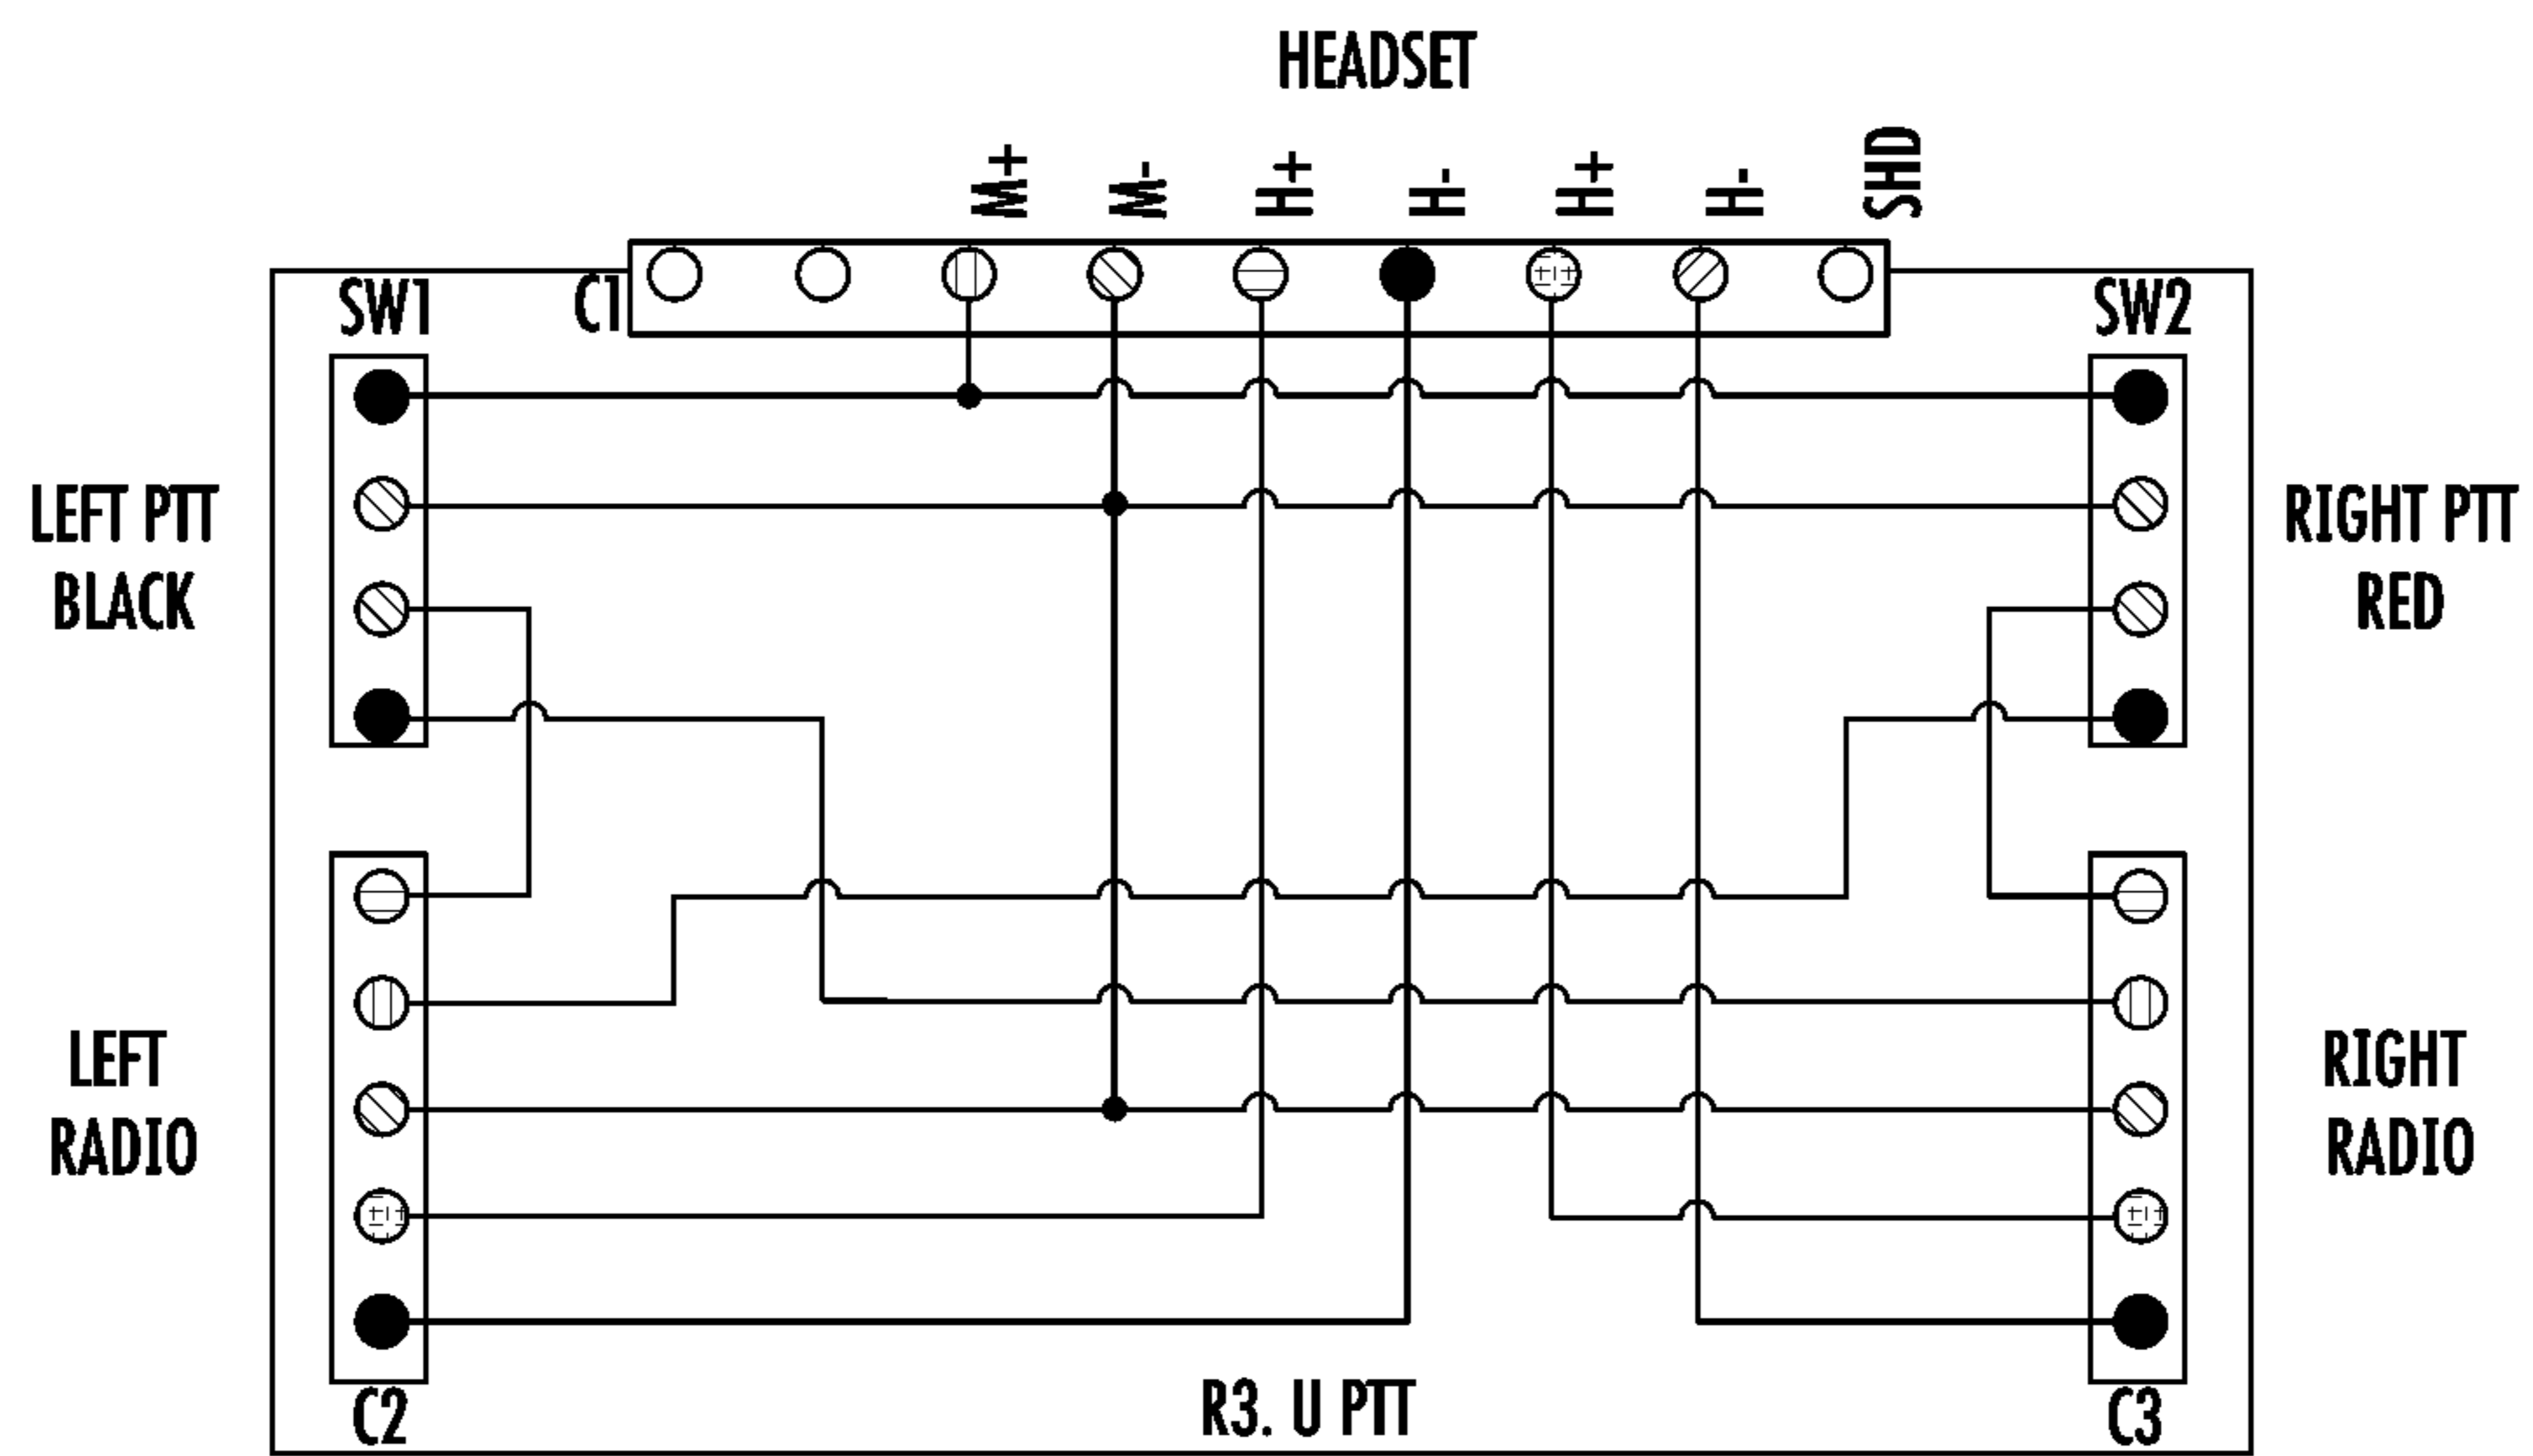 HEADSET
M+
M-
H+
H-
H+
H-
SHD
SW1
C1
SW2
LEFT PTT
BLACK
RIGHT PTT
RED
LEFT
RADIO
RIGHT
RADIO
C2
R3. U PTT
C3